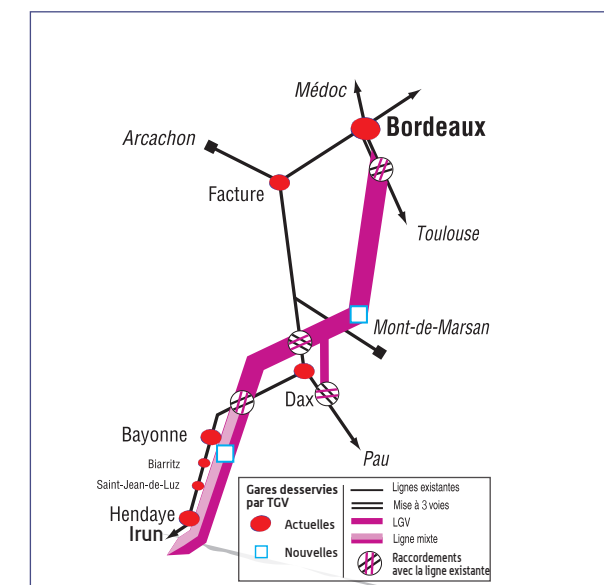 Médoc
Bordeaux
Arcachon
Facture
Toulouse
Mont-de-Marsan
Dax
Bayonne
Pau
Biarritz
Saint-Jean-de-Luz
Hendaye
Irun
Gares desservies
par TGV
Actuelles
Nouvelles
Lignes existantes
Mise à 3 voies
LGV
Ligne mixte
Raccordements
avec la ligne existante